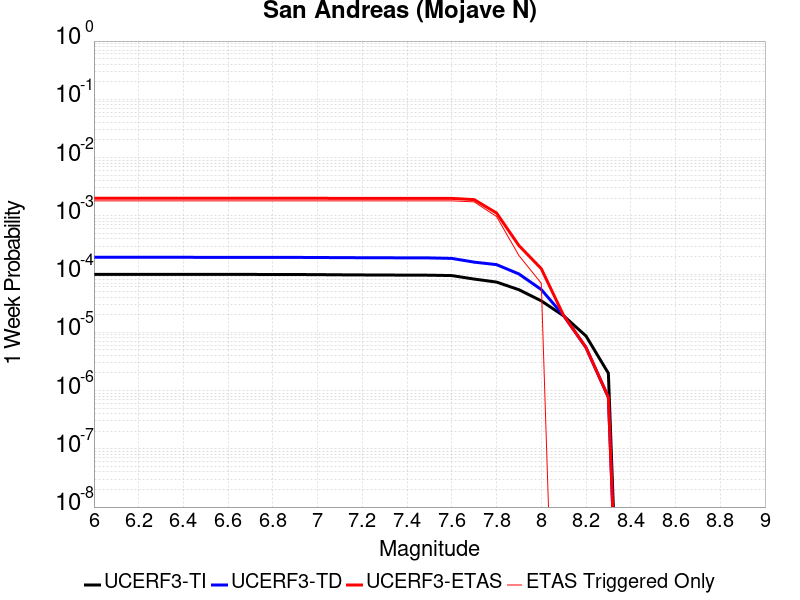 San Andreas (Mojave N)
10^0
10^-1
10^-2
10^-3
10^-4
10^-5
10^-6
10^-7
10^-8
1 Week Probability
6 6.2 6.4 6.6 6.8 7 7.2 7.4 7.6 7.8 8 8.2 8.4 8.6 8.8 9
Magnitude
UCERF3-TI UCERF3-TD UCERF3-ETAS ETAS Triggered Only